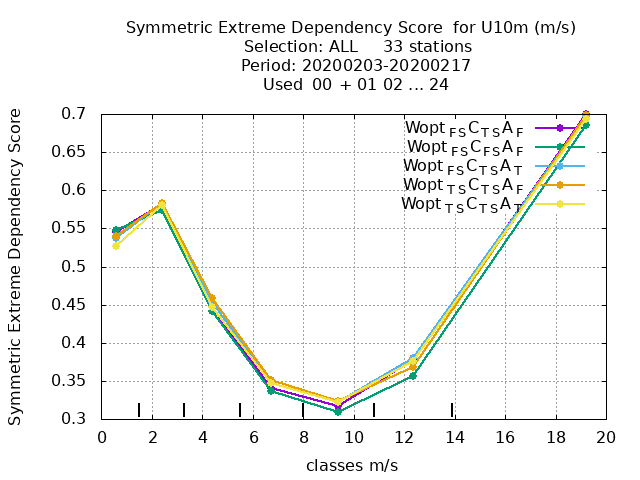 Symmetric Extreme Dependency Score  for U10m (m/s)
Selection: ALL     33 stations
Period: 20200203-20200217
Used  00 + 01 02 ... 24
Symmetric Extreme Dependency Score
0.7
0.65
0.6
0.55
0.5
0.45
0.4
0.35
0.3
Wopt FS C TS A F
Wopt FS C FS A F
Wopt FS C TS A T
Wopt TS C TS A F
Wopt TS C TS A T
0 2 4 6 8 10 12 14 16 18 20
classes m/s